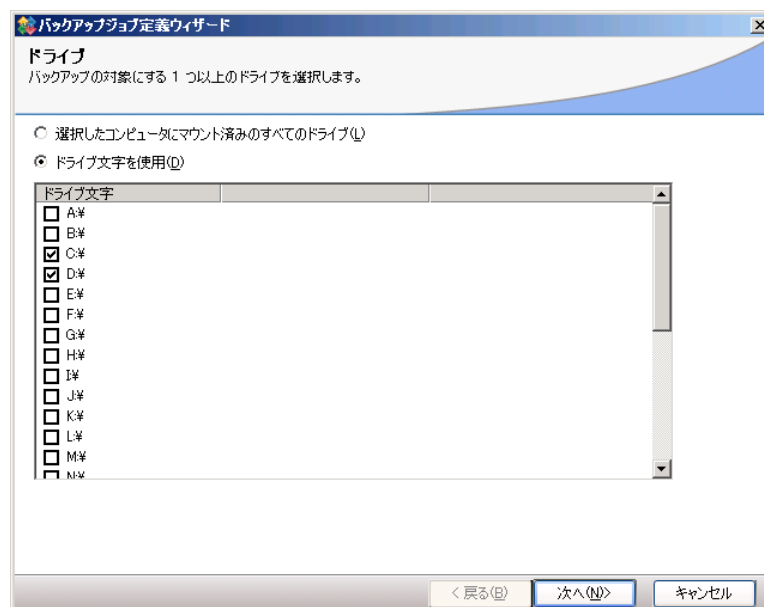 バックアップジョブ定義ウィザード
ドライブ
バックアップの対象にする 1 つ以上のドライブを選択します。
選択したコンピュータにマウント済みのすべてのドライブ(L)
ドライブ文字を使用(D)
ドライブ文字
A:¥
B:¥
C:¥
D:¥
E:¥
F:¥
G:¥
H:¥
I:¥
J:¥
K:¥
L:¥
M:¥
N:¥
< 戻る(B) 次へ(N)> キャンセル